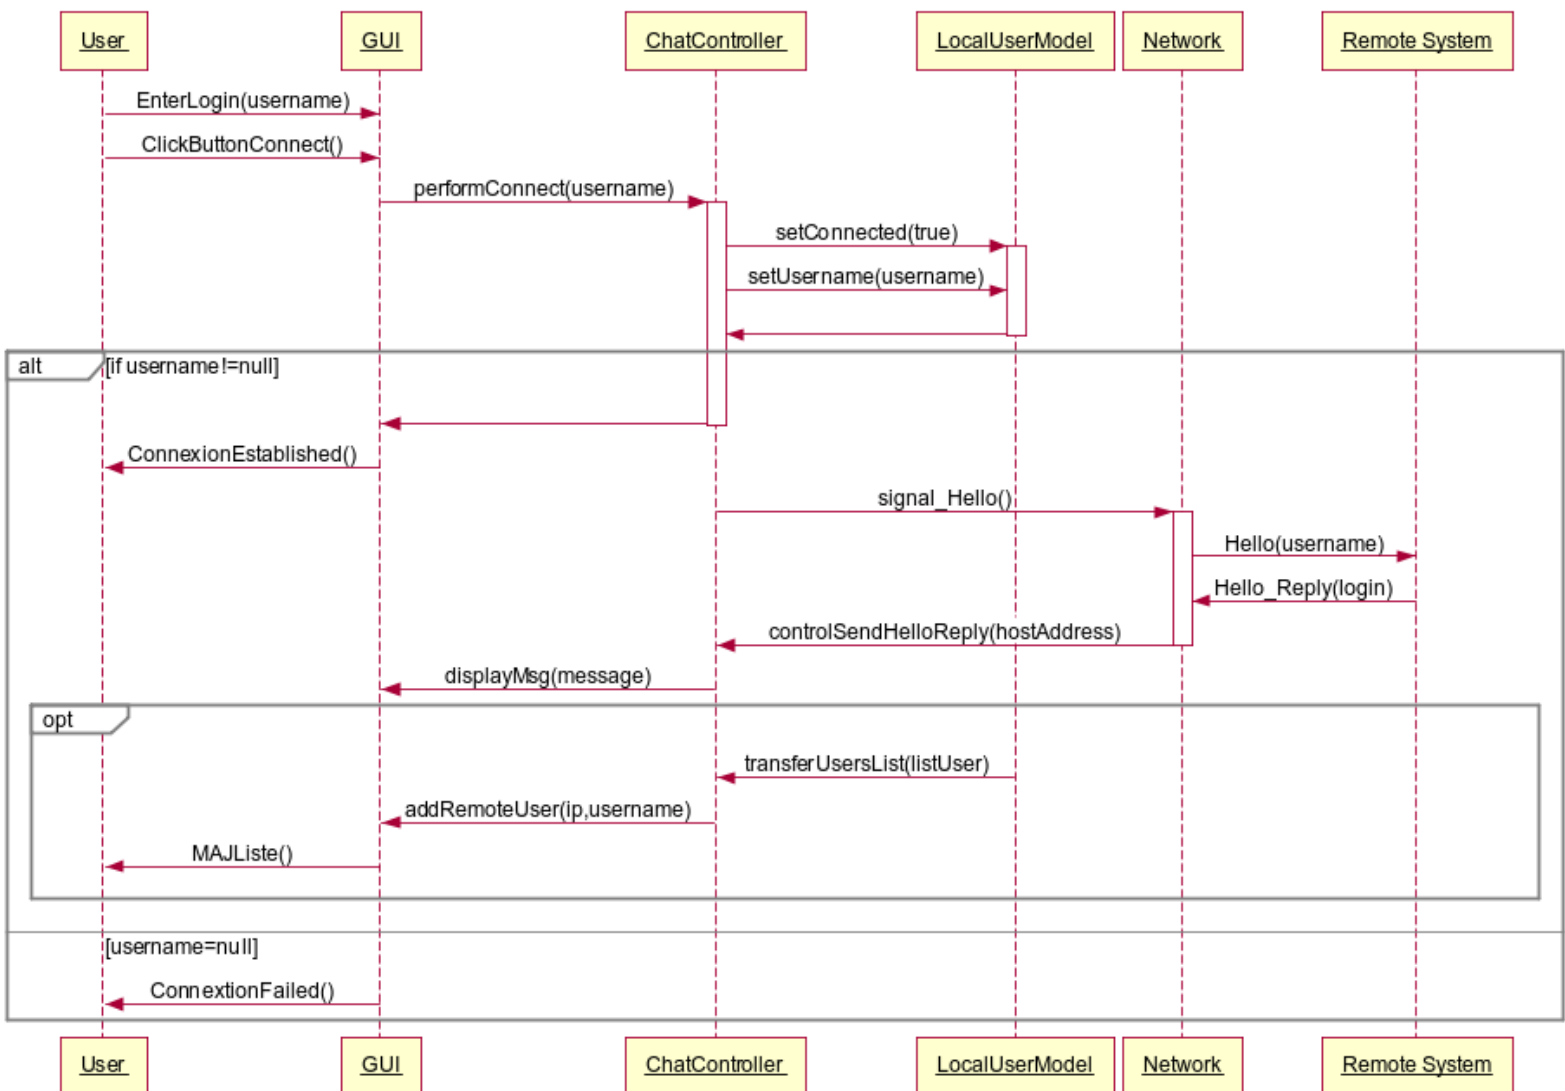 User GUI ChatController LocalUserModel Network Remote System
EnterLogin(username)
ClickButtonConnect()
performConnect(username)
setConnected(true)
setUsername(username)
alt [if username!=null]
ConnexionEstablished()
signal_Hello()
Hello(username)
Hello_Reply(login)
controlSendHelloReply(hostAddress)
displayMsg(message)
opt
transferUsersList(listUser)
addRemoteUser(ip,username)
MAJListe()
[username=null]
ConnextionFailed()
User GUI ChatController LocalUserModel Network Remote System